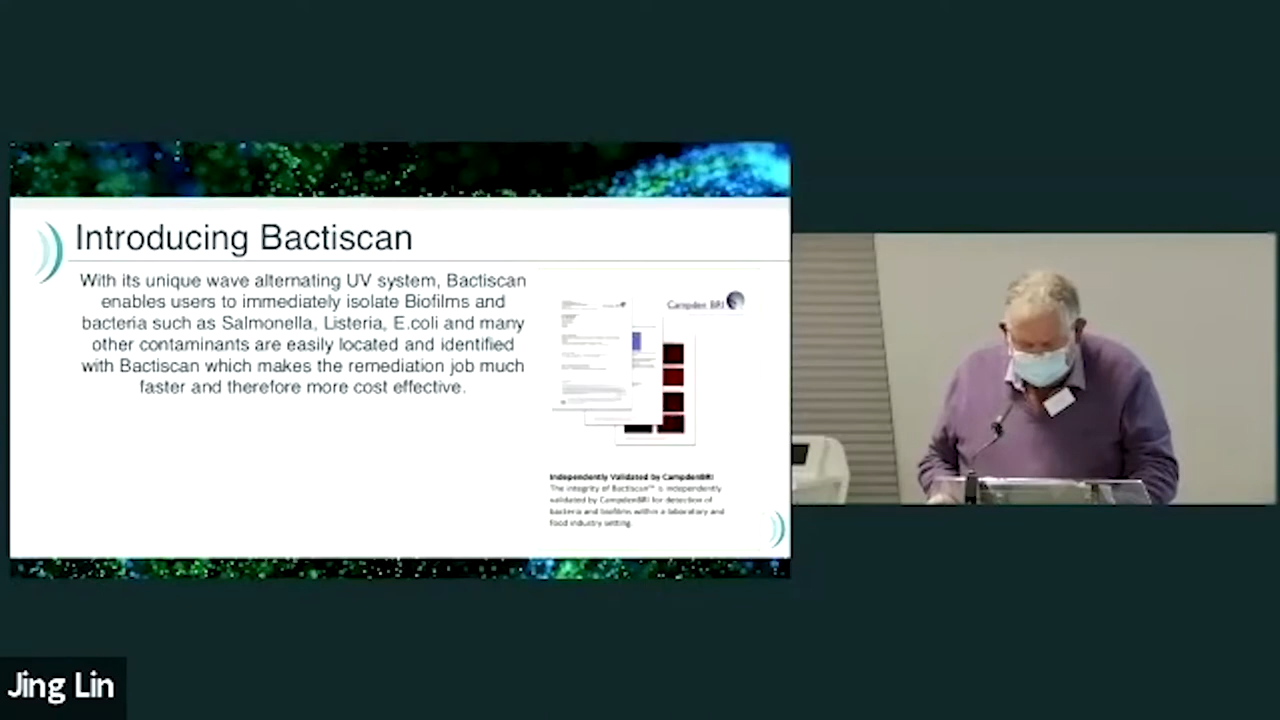 Introducing Bactiscan
With its unique wave alternating UV system, Bactiscan
enables users to immediately isolate Biofilms and
bacteria such as Salmonella, Listeria, E.coli and many
other contaminants are easily located and identified
with Bactiscan which makes the remediation job much
faster and therefore more cost effective.
Campden BRI
Independently Validated by CampdenBRI
The integrity of Bactiscan™ is independently
validated by CampdenBRI for detection of
bacteria and biofilms within a laboratory and
food industry setting.
Jing Lin